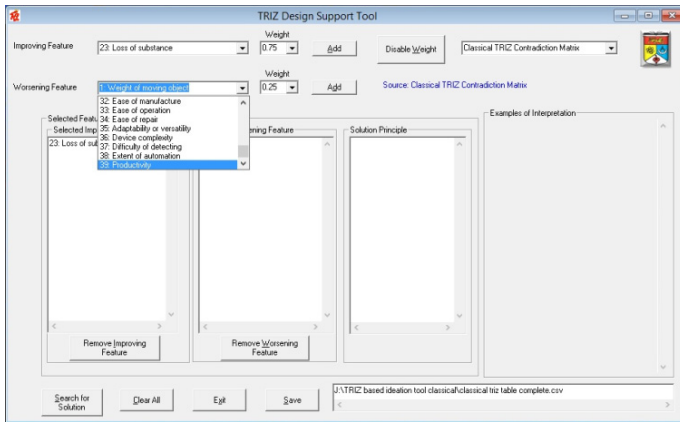 TRIZ Design Support Tool
Weight
Improving Feature 23: Loss of substance 0.75 Add Disable Weight Classical TRIZ Contradiction Matrix
Weight
Worsening Feature 1: Weight of moving object 0.25 Add Source: Classical TRIZ Contradiction Matrix
32: Ease of manufacture
33: Ease of operation
34: Ease of repair
35: Adaptability or versatility
36: Device complexity
37: Difficulty of detecting
38: Extent of automation
39: Productivity
Selected Featu
Selected Imp
ening Feature
Solution Principle
Examples of Interpretation
23: Loss of sub
Remove Improving
Feature
Remove Worsening
Feature
Search for
Solution
Clear All
Exit
Save
J:\TRIZ based ideation tool classical\classical triz table complete.csv